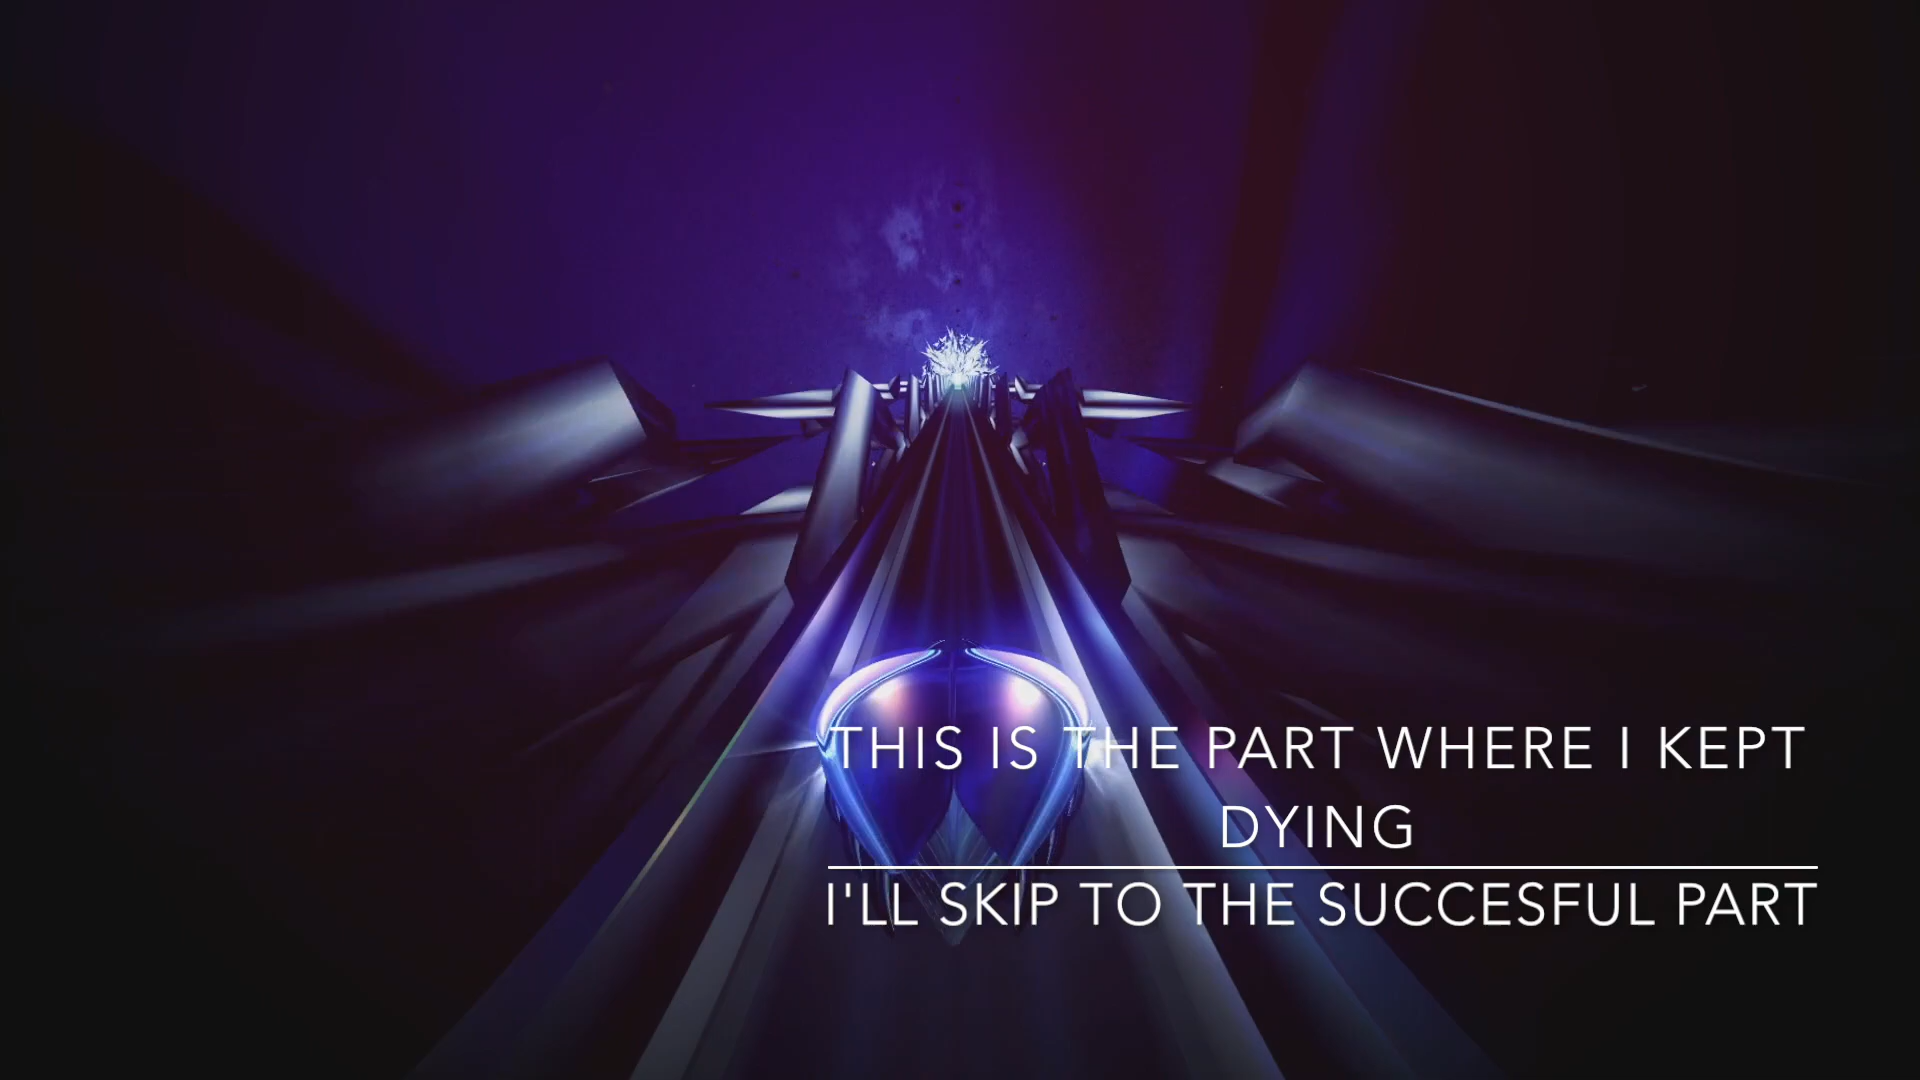 THIS IS THE PART WHERE I KEPT
DYING
I'LL SKIP TO THE SUCCESFUL PART